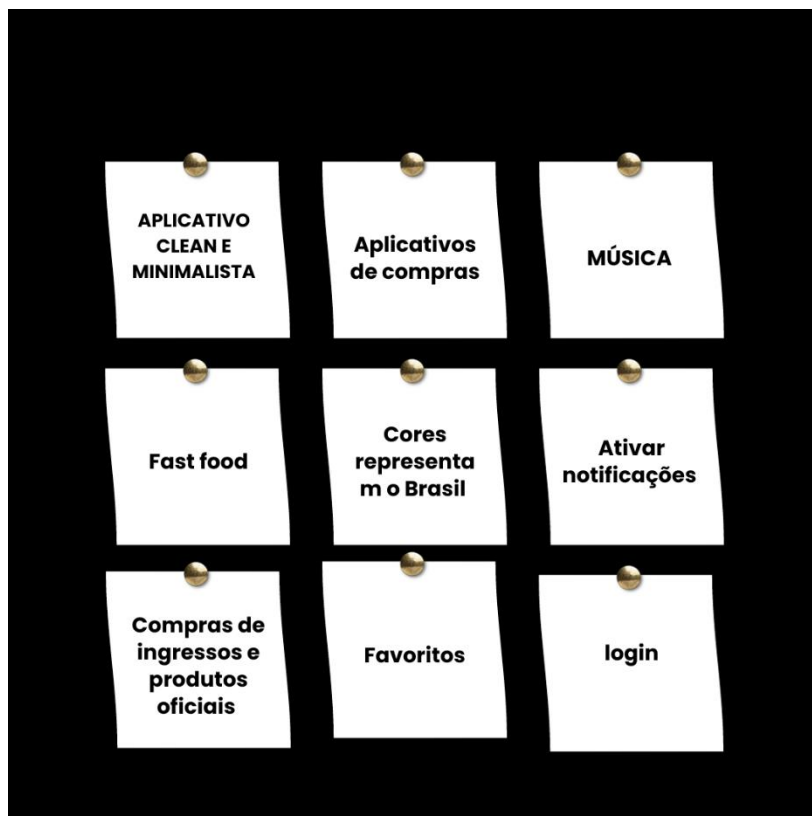 APLICATIVO
CLEAN E
MINIMALISTA
Aplicativos
de compras
MÚSICA
Fast food
Cores
representa
m o Brasil
Ativar
notificações
Compras de
ingressos e
produtos
oficiais
Favoritos
login